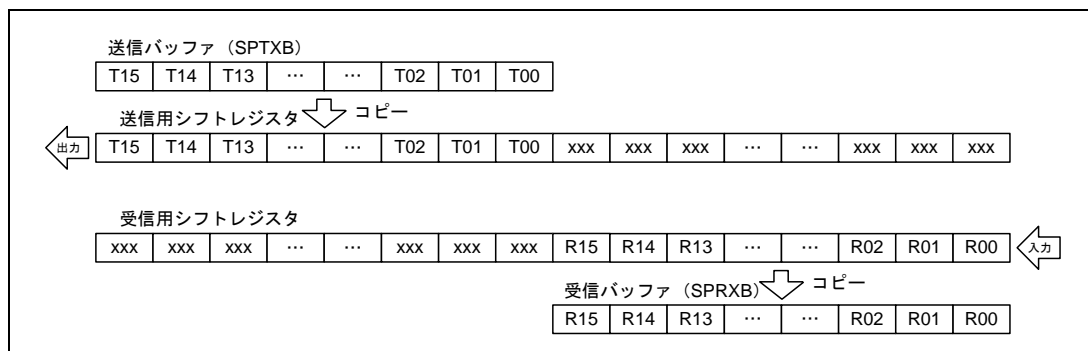 送信バッファ(SPTXB)
T15 T14 T13 … … T02 T01 T00
コピー
送信用シフトレジスタ
出力 T15 T14 T13 … … T02 T01 T00 xxx xxx xxx … … xxx xxx xxx
受信用シフトレジスタ
xxx xxx xxx … … xxx xxx xxx R15 R14 R13 … … R02 R01 R00 入力
受信バッファ(SPRXB) コピー
R15 R14 R13 … … R02 R01 R00